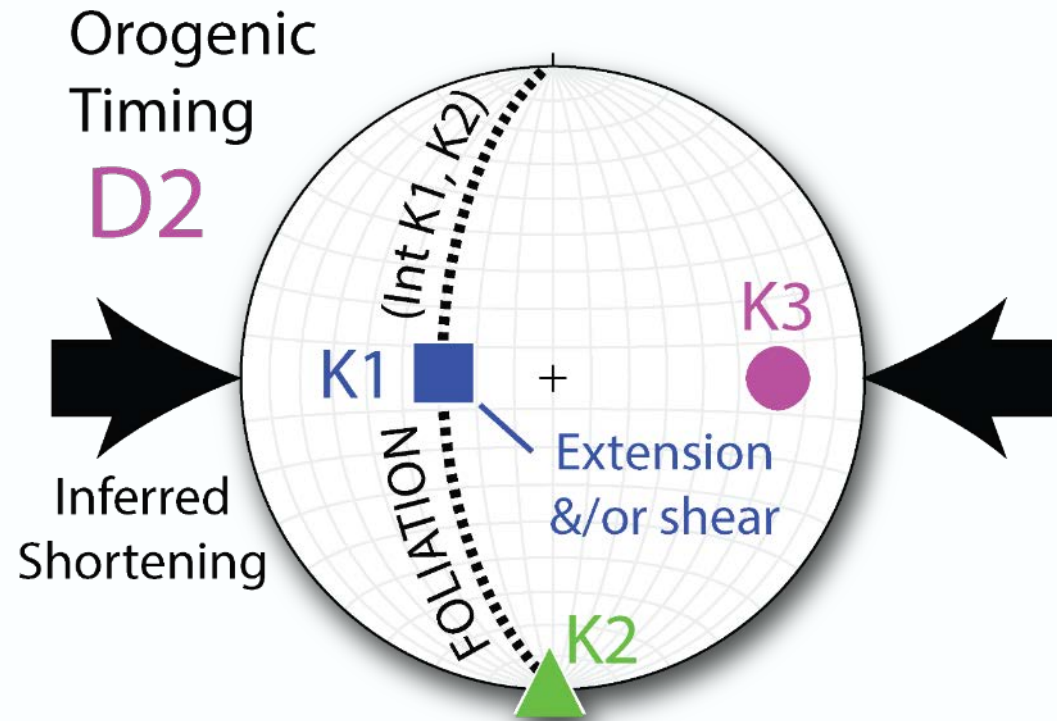 Orogenic
Timing
D2
(Int K1, K2)
K3
K1
Extension
&/or shear
FOLIATION
Inferred
Shortening
K2